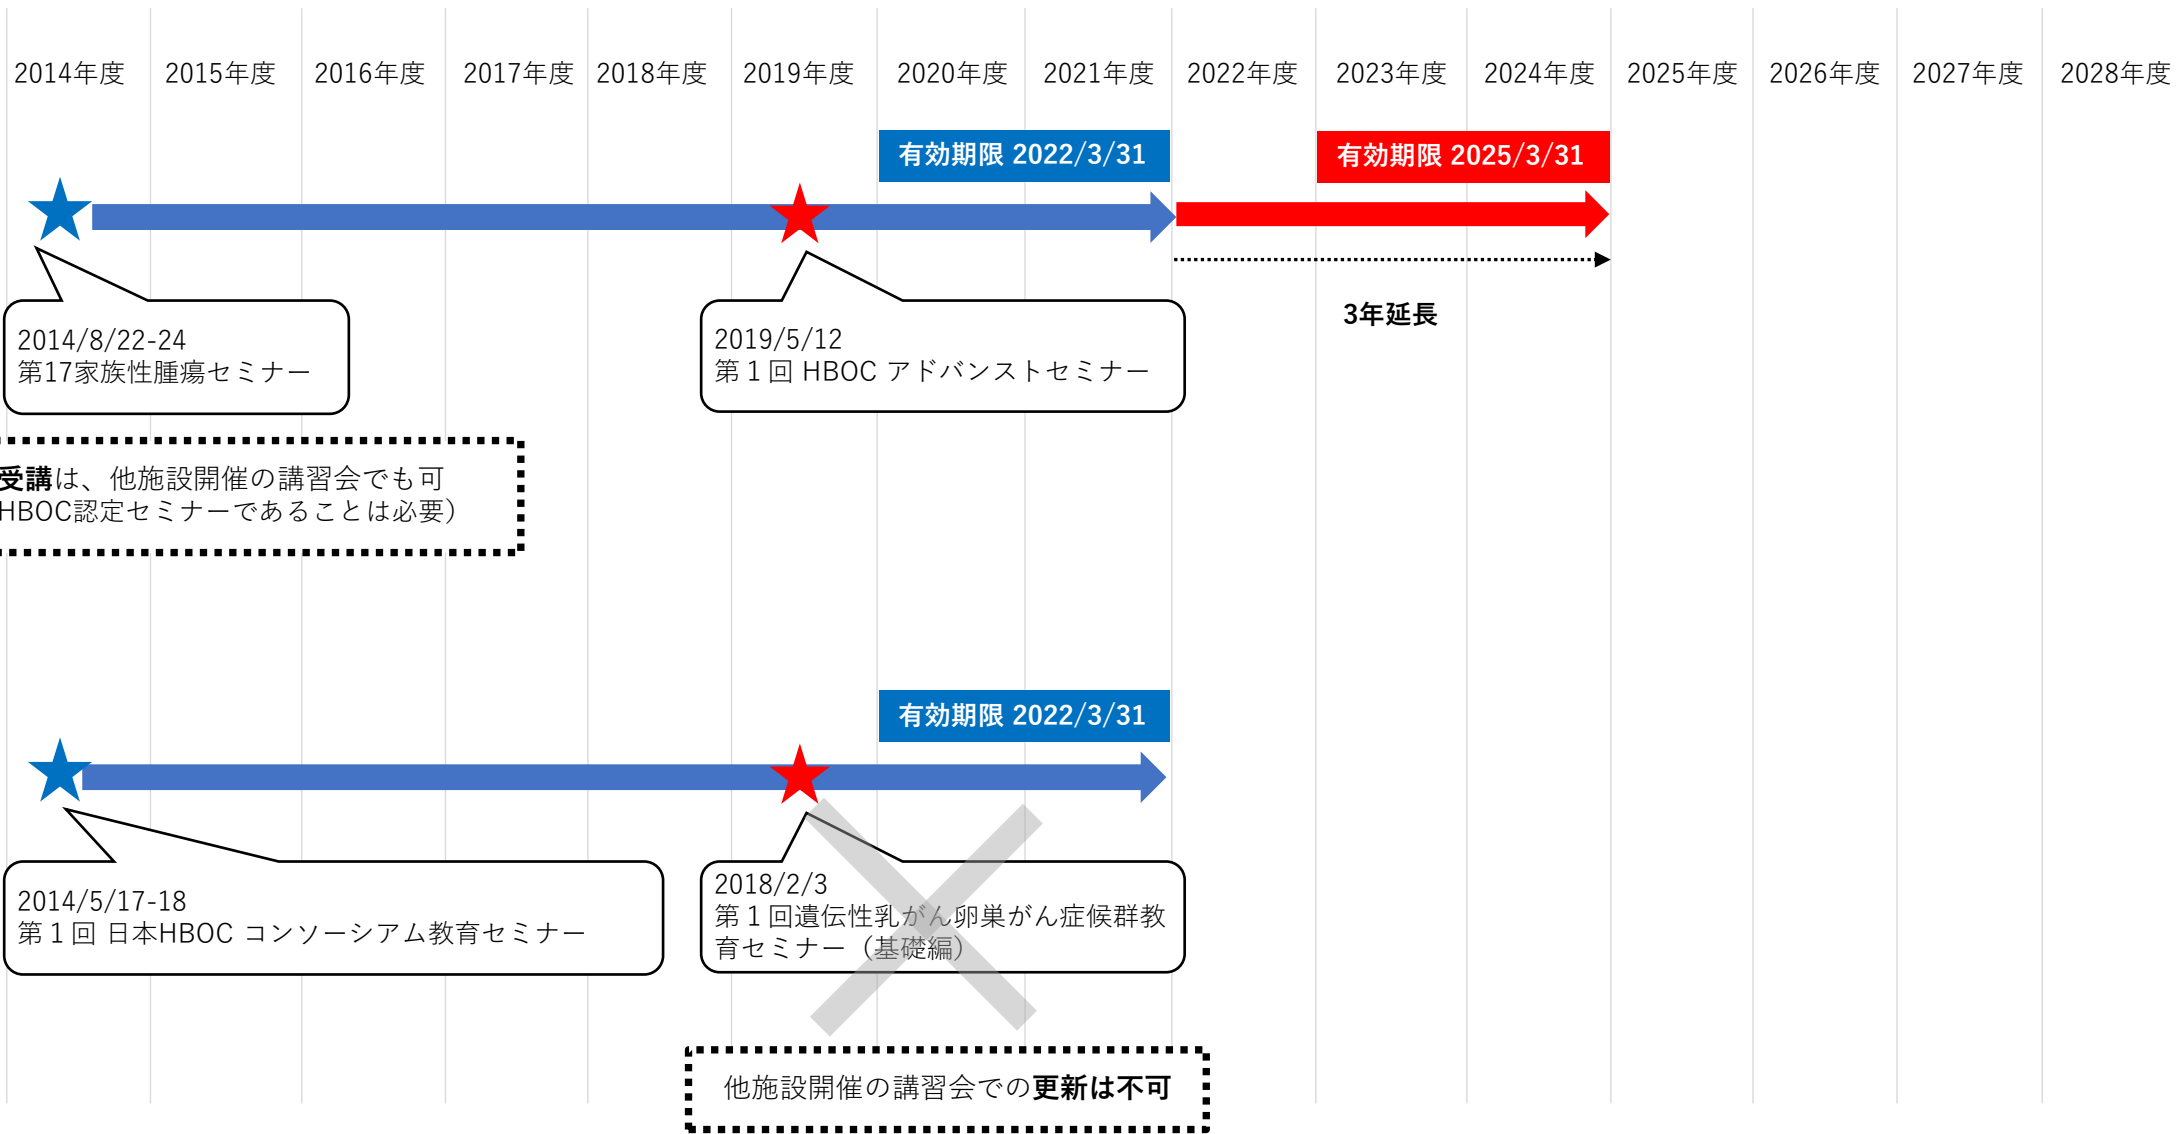 2014年度 2015年度 2016年度 2017年度 2018年度 2019年度 2020年度 2021年度 2022年度 2023年度 2024年度 2025年度 2026年度 2027年度 2028年度
有効期限 2022/3/31
有効期限 2025/3/31
3年延長
2014/8/22-24
第17家族性腫瘍セミナー
2019/5/12
第１回 HBOC アドバンストセミナー
受講は、他施設開催の講習会でも可
HBOC認定セミナーであることは必要）
有効期限 2022/3/31
2014/5/17-18
第１回 日本HBOC コンソーシアム教育セミナー
2018/2/3
第１回遺伝性乳がん卵巣がん症候群教
育セミナー（基礎編）
他施設開催の講習会での更新は不可